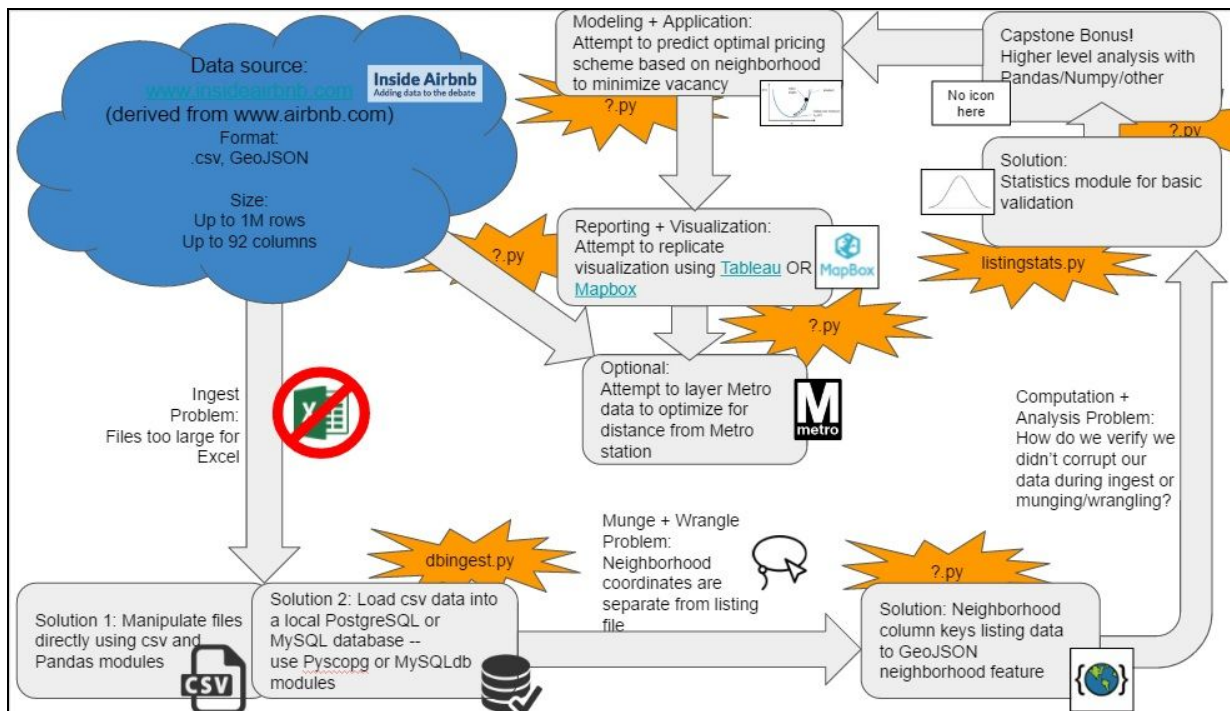 Data source:
www.insideairbnb.com
(derived from www.airbnb.com)
Format:
.csv, GeoJSON
Size:
Up to 1M rows
Up to 92 columns
Inside Airbnb
Adding data to the debate
Ingest
Problem:
Files too large for
Excel
Solution 1: Manipulate files
directly using csv and
Pandas modules
CSV
Solution 2: Load csv data into
a local PostgreSQL or
MySQL database --
use Pyscopg or MySQLdb
modules
dbingest.py
Munge + Wrangle
Problem:
Neighborhood
coordinates are
separate from listing
file
?.py
Solution: Neighborhood
column keys listing data
to GeoJSON
neighborhood feature
Computation +
Analysis Problem:
How do we verify we
didn't corrupt our
data during ingest or
munging/wrangling?
listingstats.py
Solution:
Statistics module for basic
validation
?.py
Capstone Bonus!
Higher level analysis with
Pandas/Numpy/other
No icon
here
Modeling + Application:
Attempt to predict optimal pricing
scheme based on neighborhood
to minimize vacancy
?.py
Reporting + Visualization:
Attempt to replicate
visualization using Tableau OR
Mapbox
MapBox
?.py
?.py
Optional:
Attempt to layer Metro
data to optimize for
distance from Metro
station
M
metro